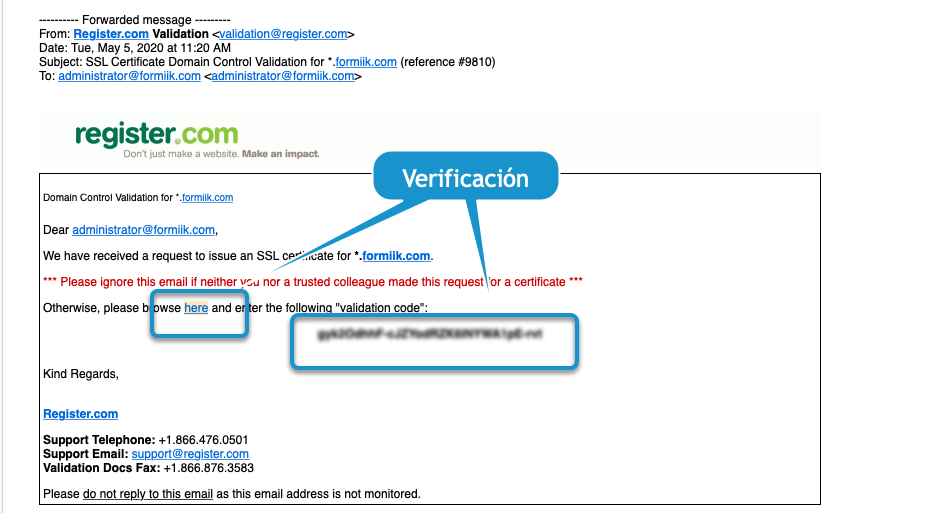 ---------- Forwarded message ---------
From: Register.com Validation <validation@register.com>
Date: Tue, May 5, 2020 at 11:20 AM
Subject: SSL Certificate Domain Control Validation for *.formiik.com (reference #9810)
To: administrator@formiik.com <administrator@formiik.com>
register.com
Don't just make a website. Make an impact.
Verificación
Domain Control Validation for *.formiik.com
Dear administrator@formiik.com,
We have received a request to issue an SSL certificate for *.formiik.com.
*** Please ignore this email if neither you nor a trusted colleague made this request for a certificate ***
Otherwise, please browse here and enter the following "validation code":
Kind Regards,
Register.com
Support Telephone: +1.866.476.0501
Support Email: support@register.com
Validation Docs Fax: +1.866.876.3583
Please do not reply to this email as this email address is not monitored.